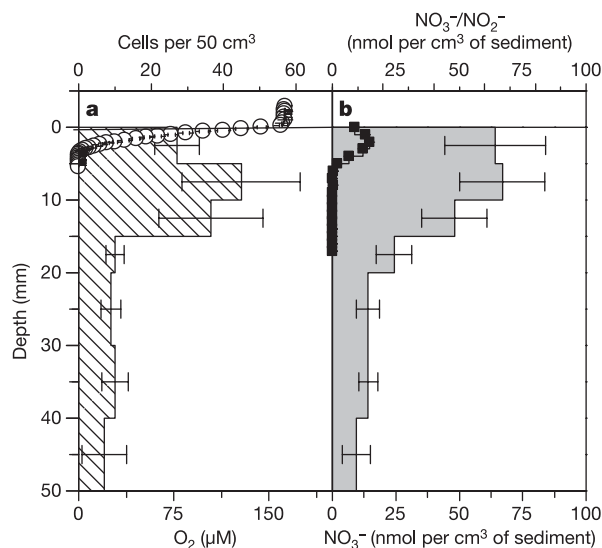 Cells per 50 cm³
NO₃⁻/NO₂⁻
(nmol per cm³ of sediment)
0 20 40 60 0 25 50 75 100
a
b
0
10
20
30
40
50
Depth (mm)
0 75 150 0 25 50 75 100
O₂ (μM)
NO₃⁻ (nmol per cm³ of sediment)